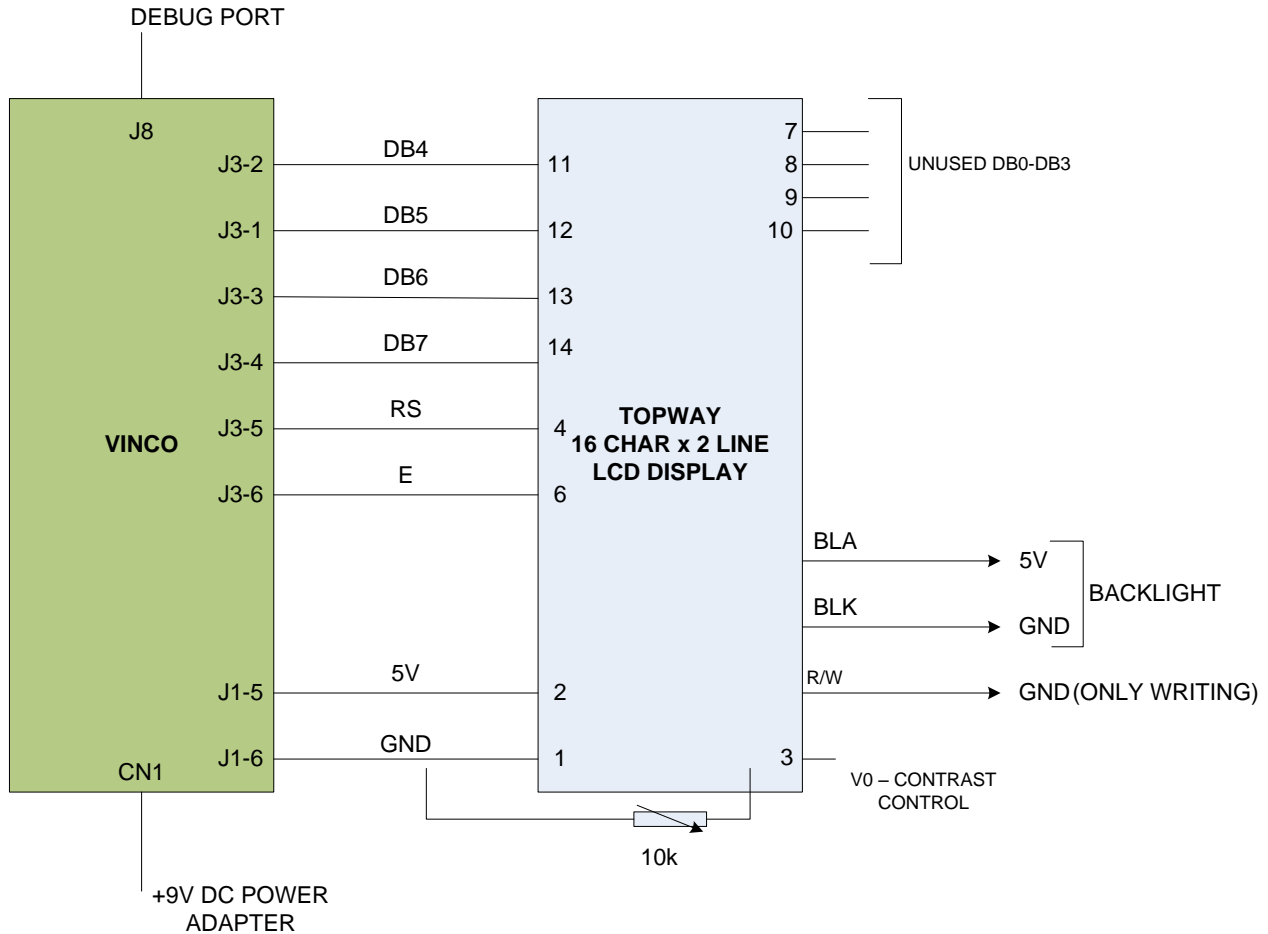 DEBUG PORT
J8
J3-2
DB4
11
J3-1
DB5
12
J3-3
DB6
13
J3-4
DB7
14
J3-5
RS
4
J3-6
E
6
VINCO
J1-5
5V
2
J1-6
GND
1
CN1
+9V DC POWER
ADAPTER
TOPWAY
16 CHAR x 2 LINE
LCD DISPLAY
7
8
9
10
UNUSED DB0-DB3
BLA
5V
BLK
GND
BACKLIGHT
R/W
GND(ONLY WRITING)
3
V0 – CONTRAST
CONTROL
10k